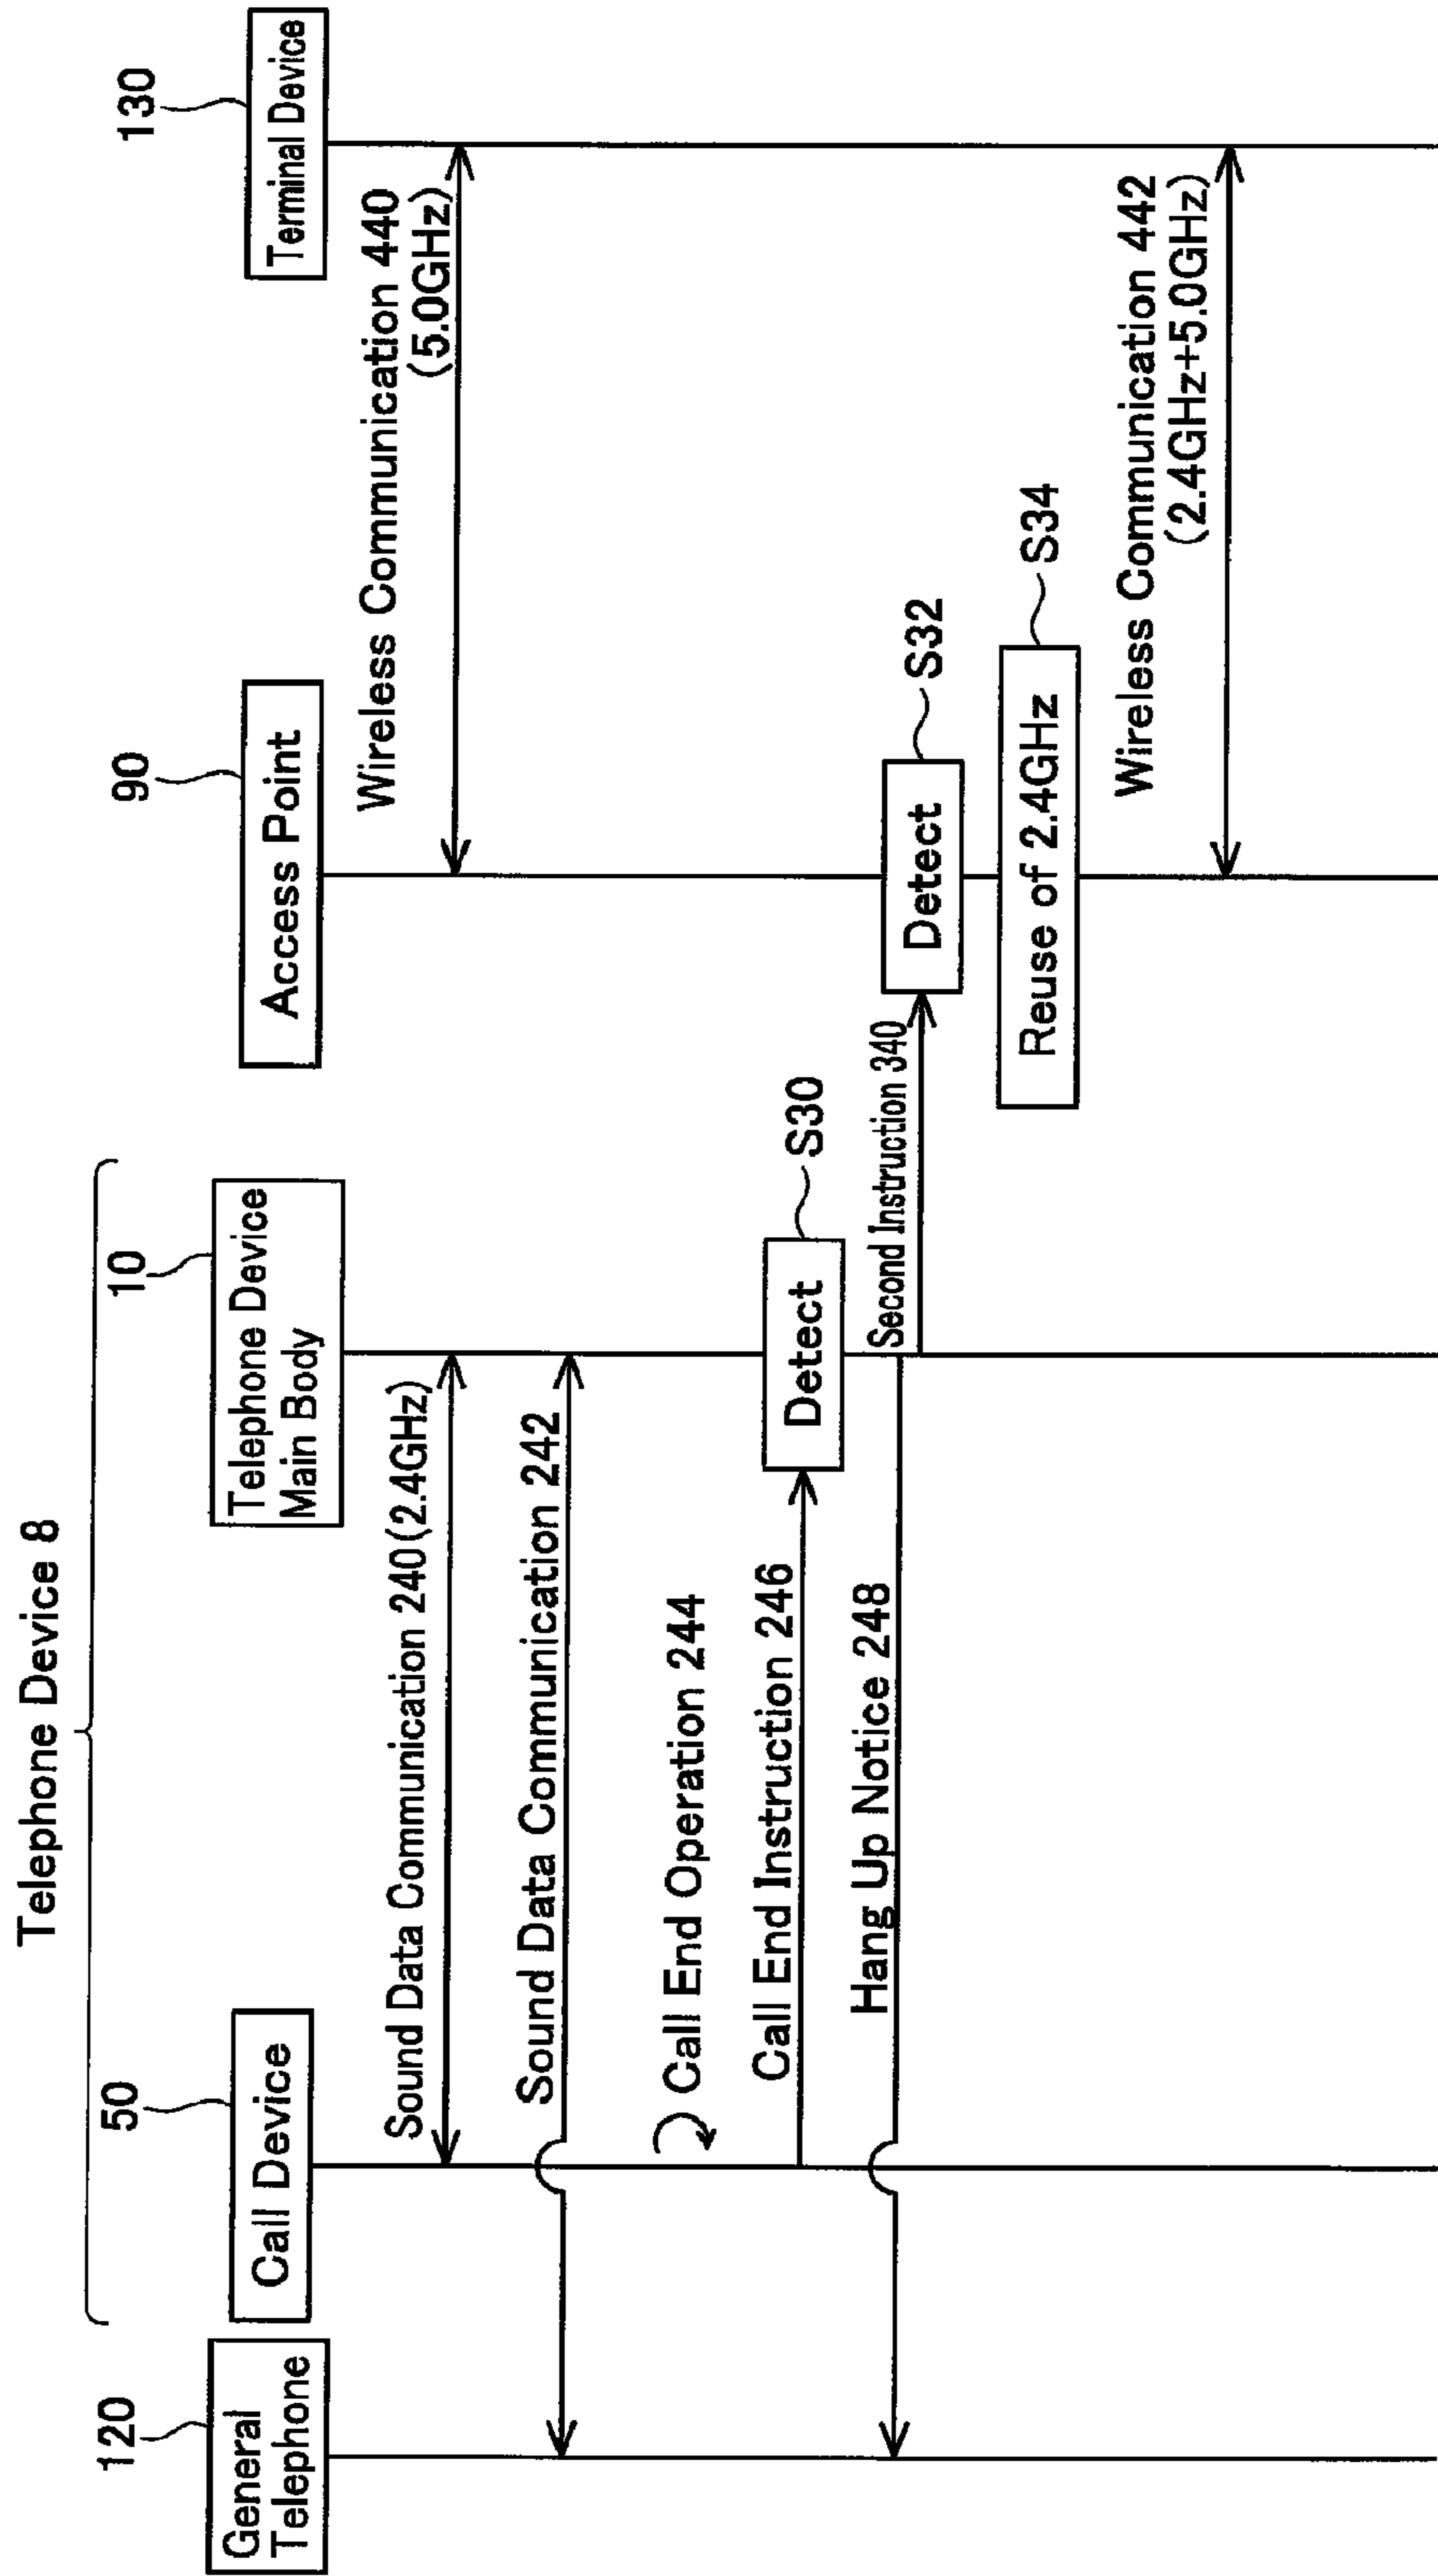 Telephone Device 8
120
50
10
90
130
General
Telephone
Call Device
Telephone Device
Main Body
Access Point
Terminal Device
Sound Data Communication 240(2.4GHz)
Wireless Communication 440
(5.0GHz)
Sound Data Communication 242
Call End Operation 244
Call End Instruction 246
Detect
S30
Hang Up Notice 248
Second Instruction 340
Detect
S32
Reuse of 2.4GHz
S34
Wireless Communication 442
(2.4GHz+5.0GHz)